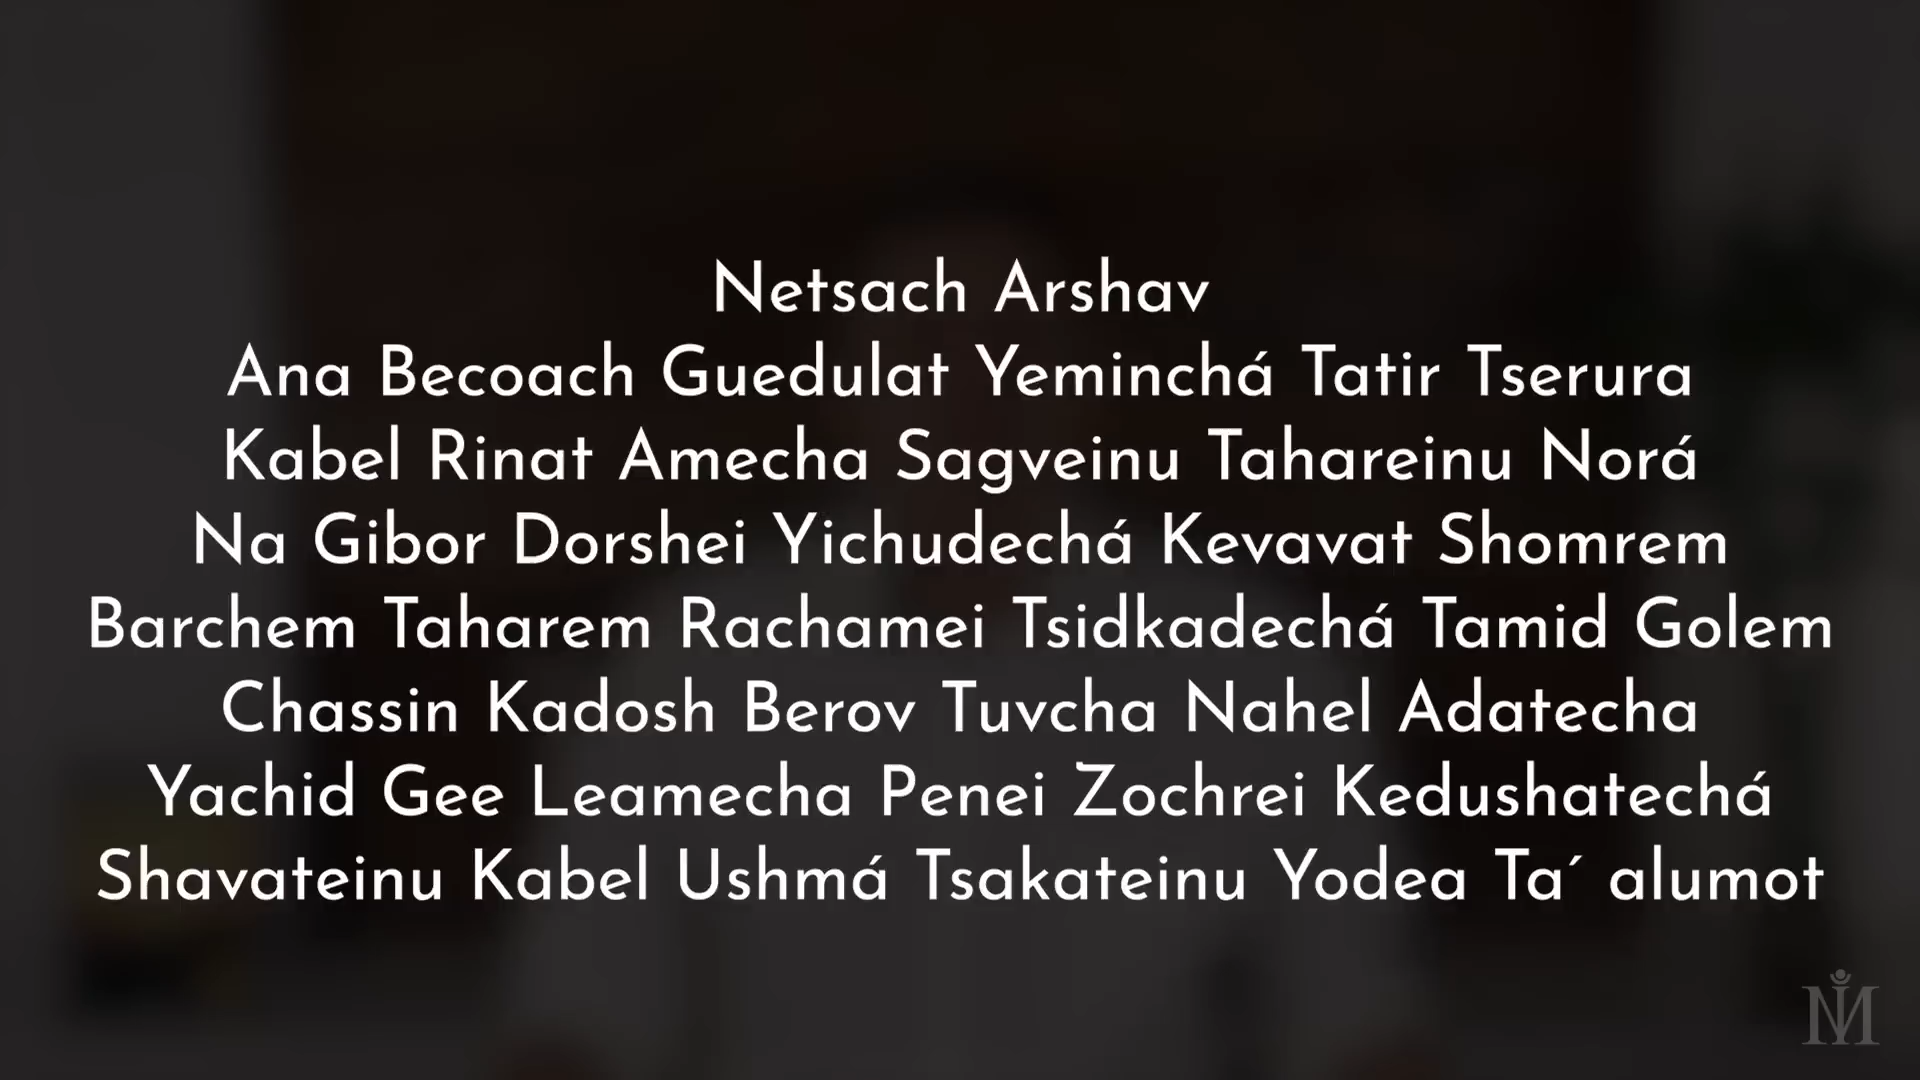 Netsach Arshav
Ana Becoach Guedulat Yeminchá Tatir Tserura
Kabel Rinat Amecha Sagveinu Tahareinu Norá
Na Gibor Dorshei Yichudechá Kevavat Shomrem
Barchem Taharem Rachamei Tsidkadechá Tamid Golem
Chassin Kadosh Berov Tuvcha Nahel Adatecha
Yachid Gee Leamecha Penei Zochrei Kedushatechá
Shavateinu Kabel Ushmá Tsakateinu Yodea Ta´ alumot